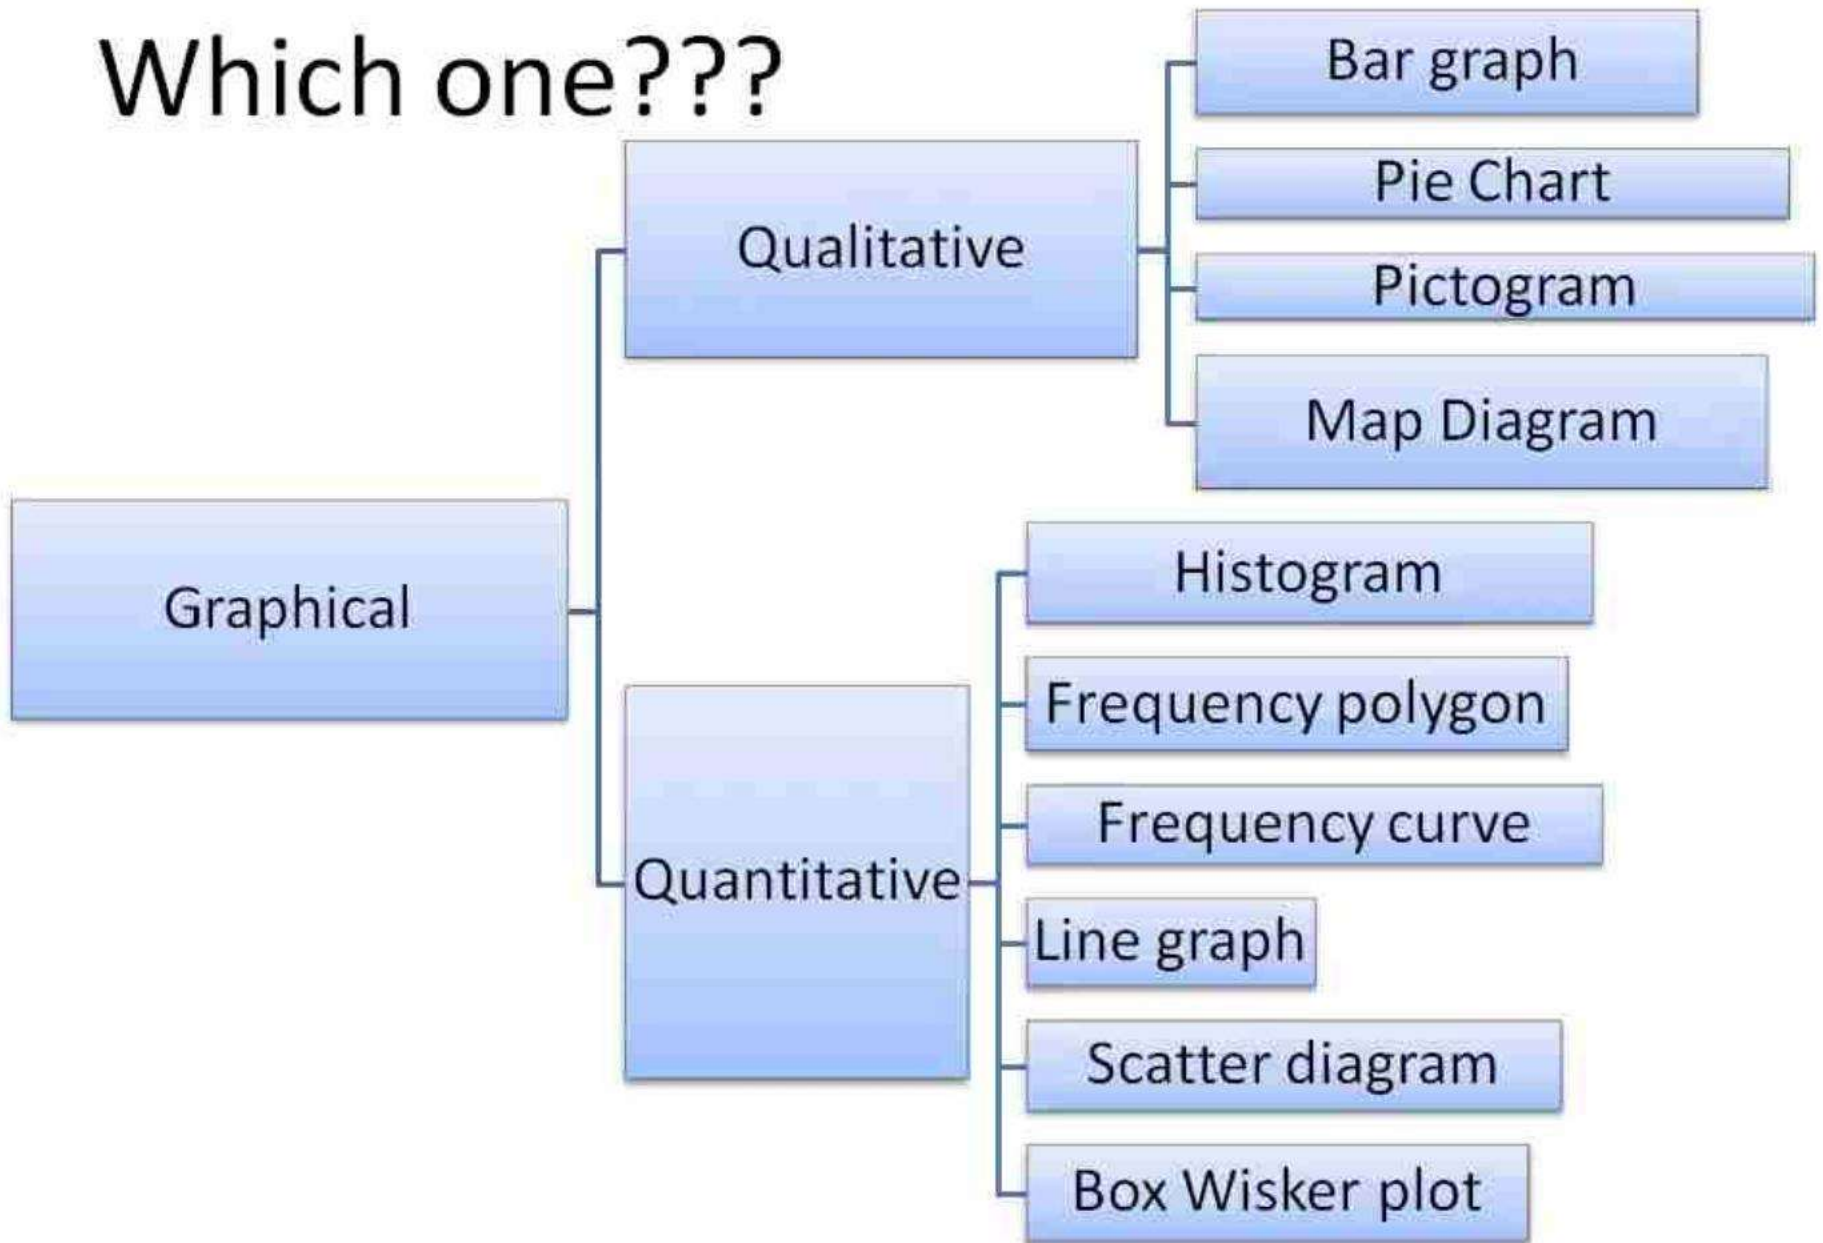 Which one???
Graphical
Qualitative
Bar graph
Pie Chart
Pictogram
Map Diagram
Quantitative
Histogram
Frequency polygon
Frequency curve
Line graph
Scatter diagram
Box Wisker plot